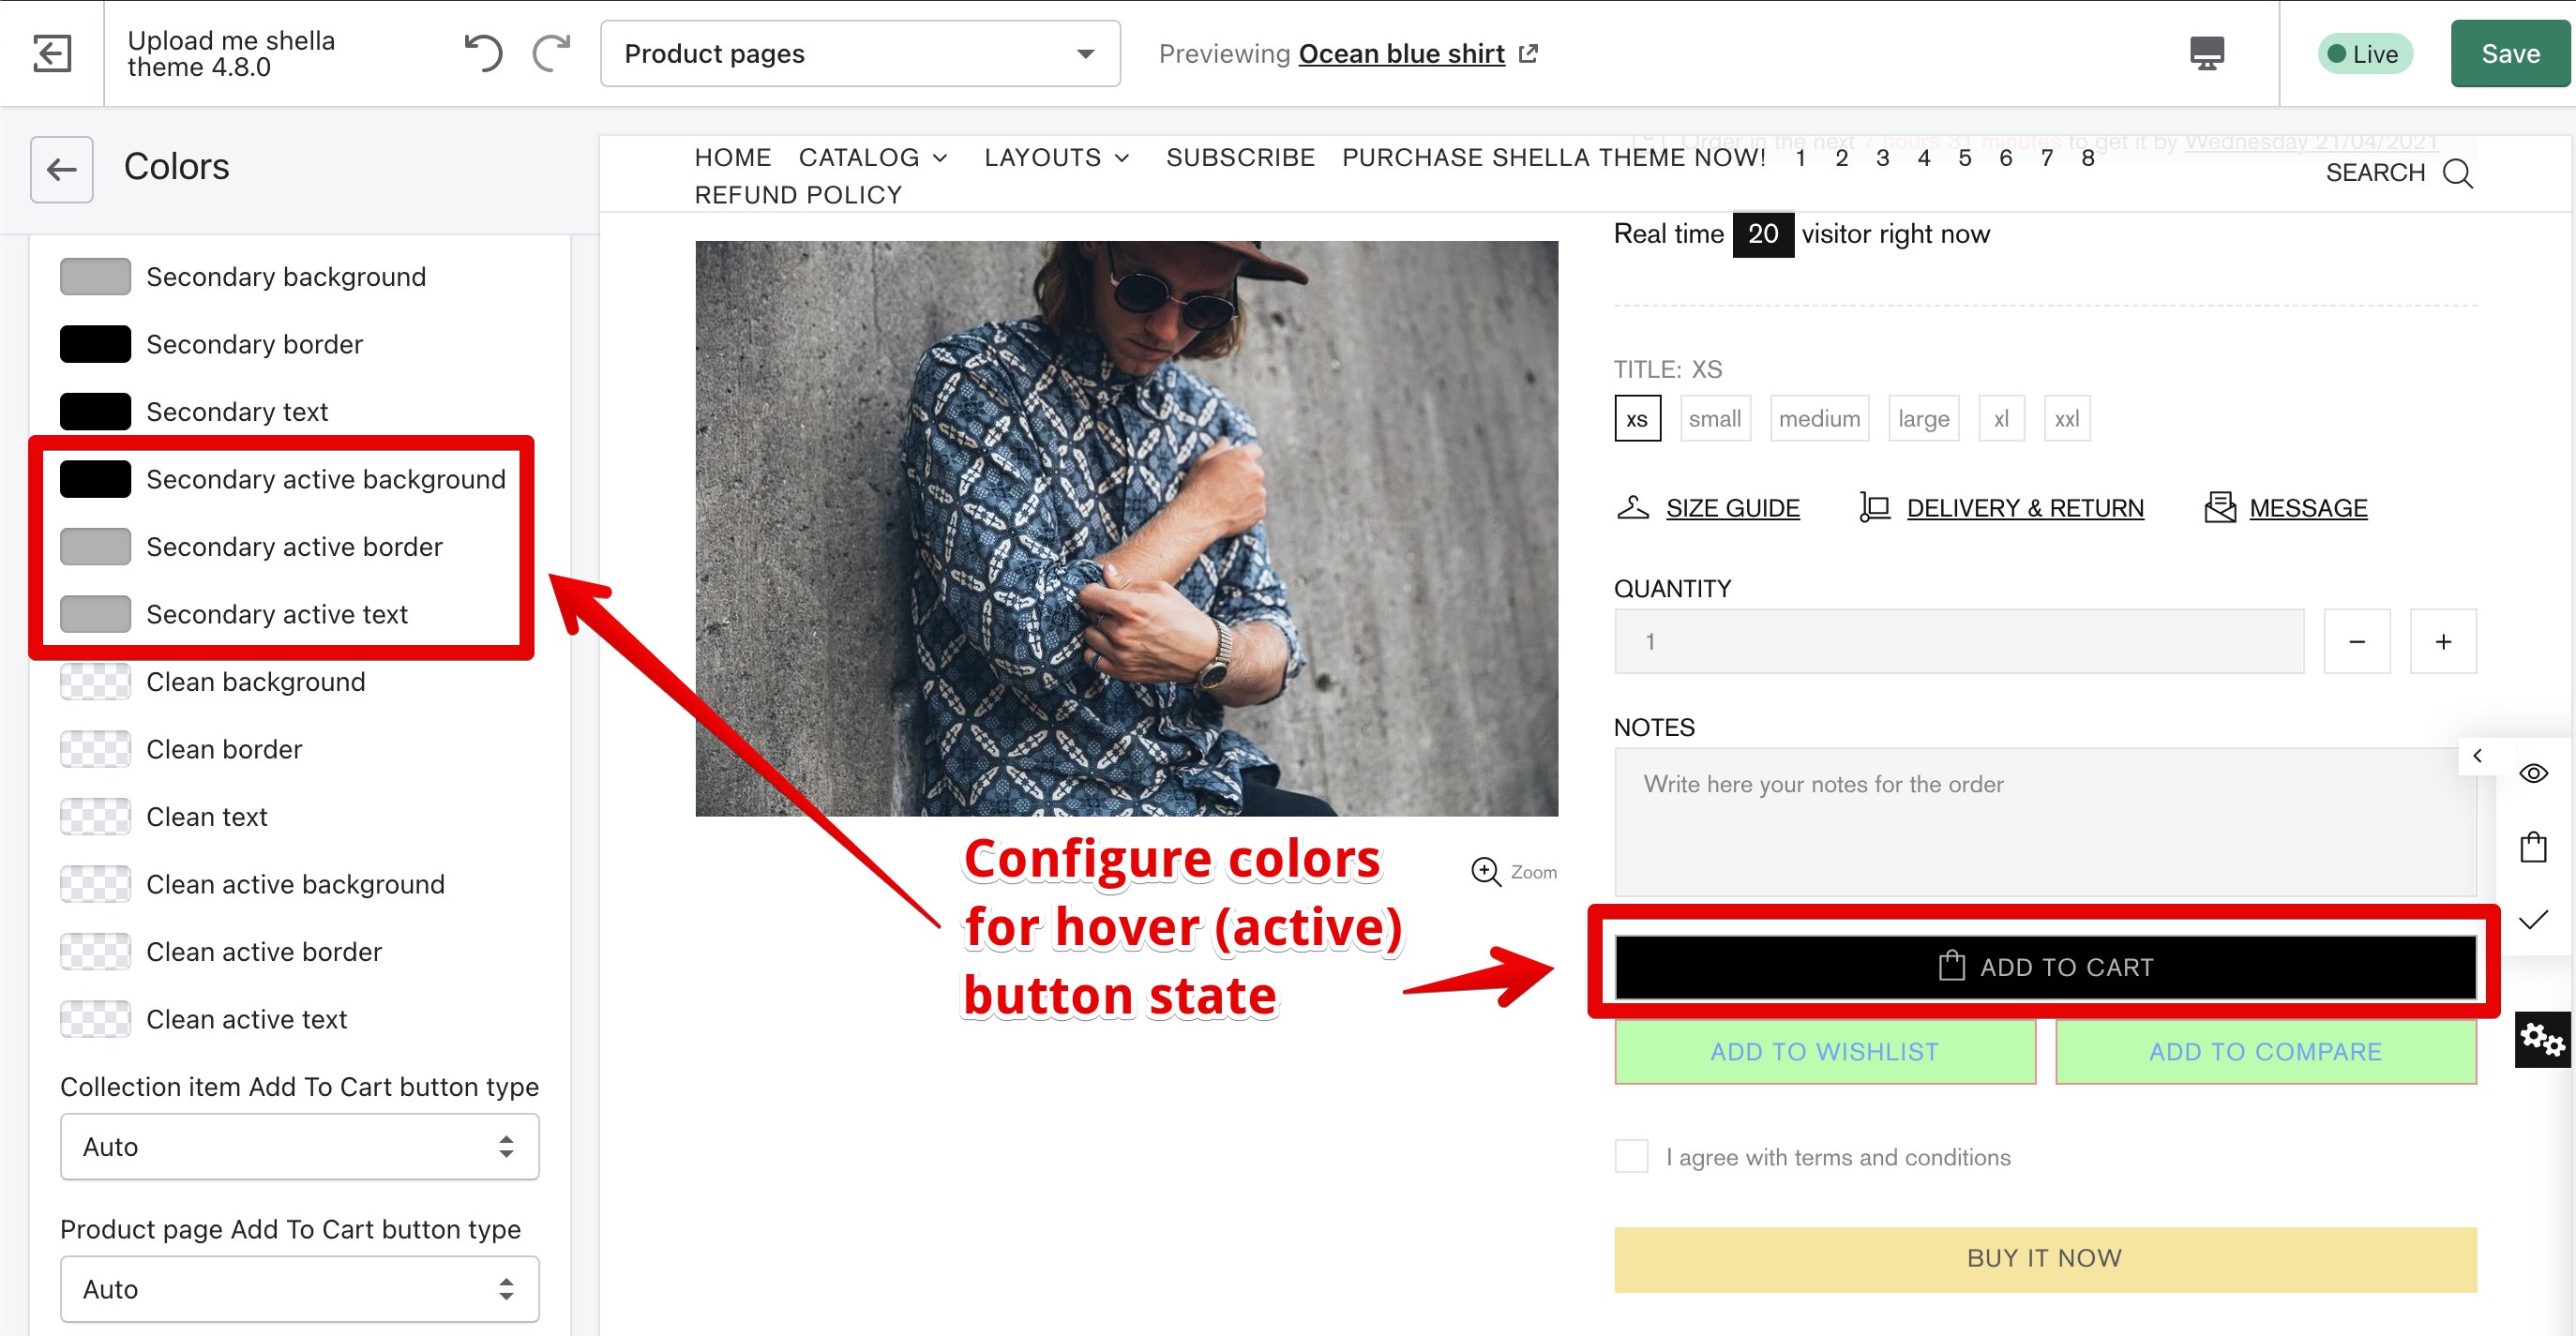 Upload me shella
theme 4.8.0
Product pages
Previewing Ocean blue shirt
Live
Save
Colors
Secondary background
Secondary border
Secondary text
Secondary active background
Secondary active border
Secondary active text
Clean background
Clean border
Clean text
Clean active background
Clean active border
Clean active text
Collection item Add To Cart button type
Auto
Product page Add To Cart button type
Auto
Order in the next 7 hours 31 minutes to get it by Wednesday 21/04/2021
HOME CATALOG LAYOUTS SUBSCRIBE PURCHASE SHELLA THEME NOW! 1 2 3 4 5 6 7 8
REFUND POLICY
SEARCH
Real time 20 visitor right now
TITLE: XS
xs small medium large xl xxl
SIZE GUIDE DELIVERY & RETURN MESSAGE
QUANTITY
1 − +
NOTES
Write here your notes for the order
Zoom
Configure colors
for hover (active)
button state
ADD TO CART
ADD TO WISHLIST ADD TO COMPARE
I agree with terms and conditions
BUY IT NOW